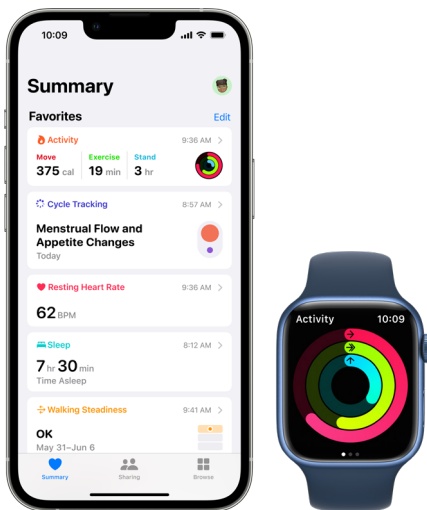 10:09
Summary
Favorites Edit
Activity 9:36 AM
Move Exercise Stand
375 cal 19 min 3 hr
Cycle Tracking 8:57 AM
Menstrual Flow and
Appetite Changes
Today
Resting Heart Rate 9:36 AM
62 BPM
Sleep 8:12 AM
7 hr 30 min
Time Asleep
Walking Steadiness 9:41 AM
OK
May 31–Jun 6
Summary Sharing Browse
Activity 10:09